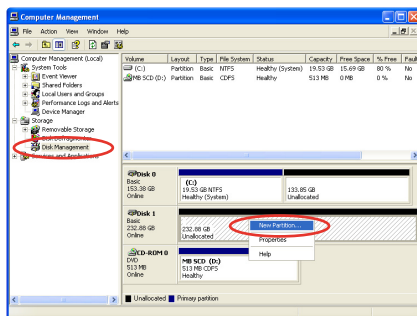 Computer Management
File Action View Window Help
Computer Management (Local)
System Tools
Event Viewer
Shared Folders
Local Users and Groups
Performance Logs and Alerts
Device Manager
Storage
Removable Storage
Disk Defragmenter
Disk Management
Services and Applications
Volume Layout Type File System Status Capacity Free Space % Free Faul
(C:) Partition Basic NTFS Healthy (System) 19.53 GB 15.69 GB 80 % No
MB SCD (D:) Partition Basic CDFS Healthy 513 MB 0 MB 0 % No
Disk 0
Basic
153.38 GB
Online
(C:)
19.53 GB NTFS
Healthy (System)
133.85 GB
Unallocated
Disk 1
Basic
232.88 GB
Online
232.88 GB
Unallocated
New Partition...
Properties
Help
CD-ROM 0
DVD
513 MB
Online
MB SCD (D:)
513 MB CDFS
Healthy
Unallocated Primary partition